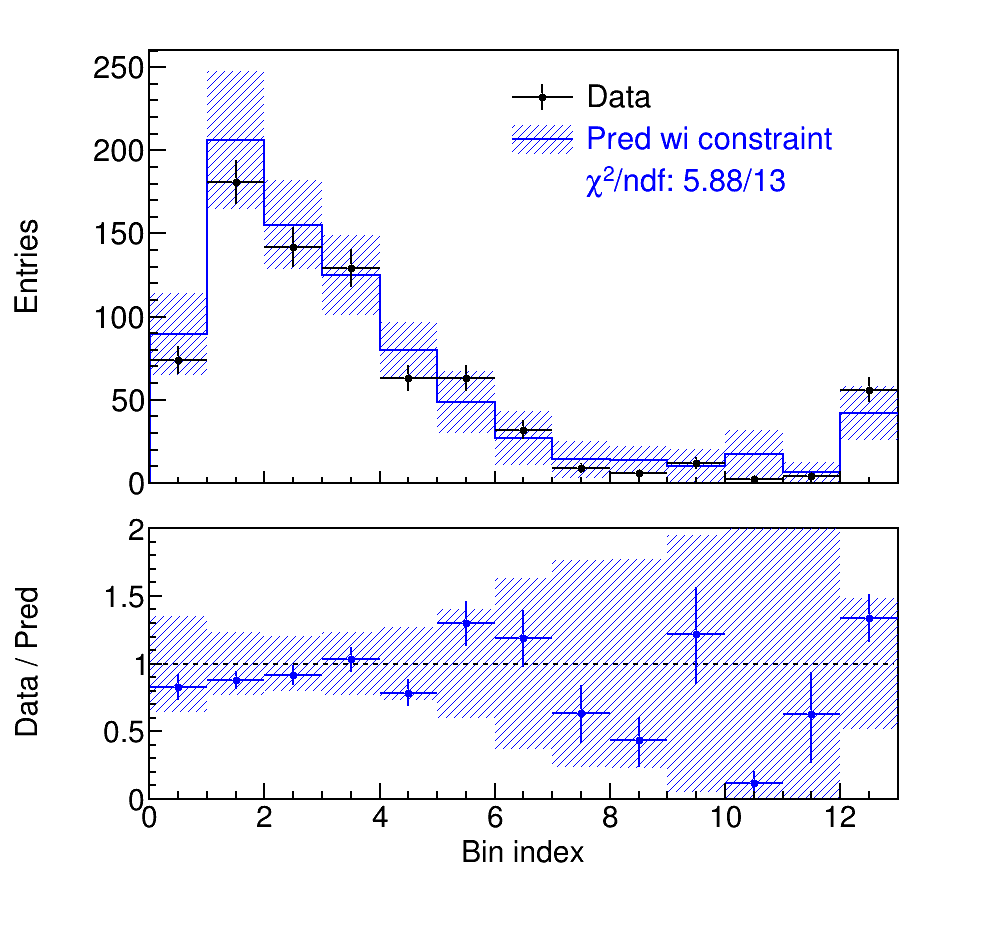 250
200
150
100
50
0
Entries
Data
Pred wi constraint
χ²/ndf: 5.88/13
2
1.5
1
0.5
0
Data / Pred
0 2 4 6 8 10 12
Bin index